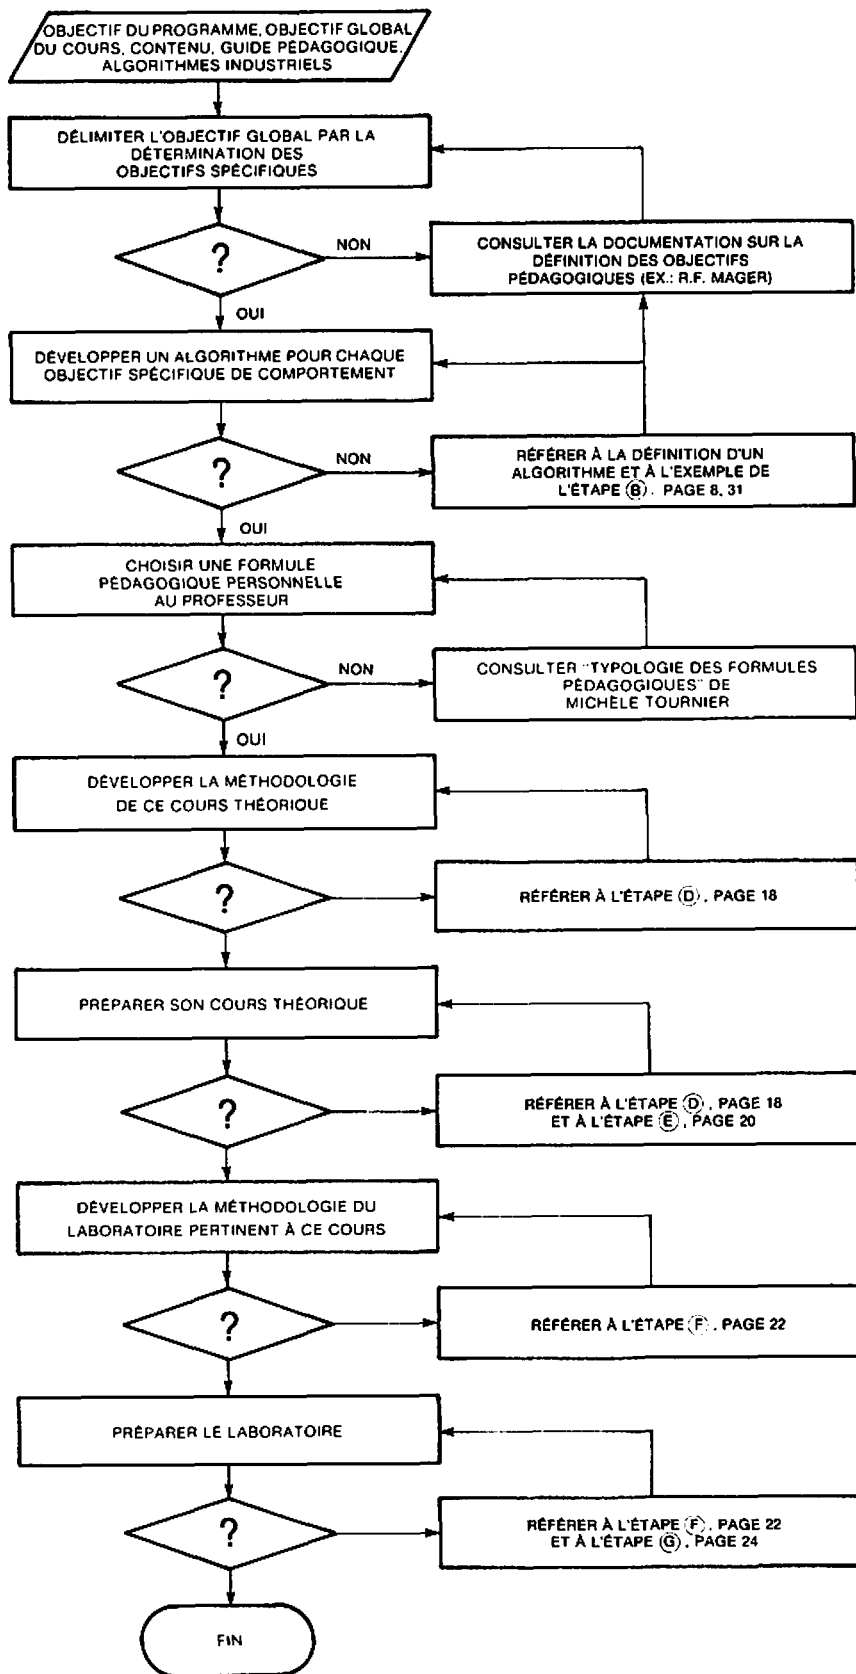 OBJECTIF DU PROGRAMME, OBJECTIF GLOBAL
DU COURS, CONTENU, GUIDE PÉDAGOGIQUE,
ALGORITHMES INDUSTRIELS
DÉLIMITER L'OBJECTIF GLOBAL PAR LA
DÉTERMINATION DES
OBJECTIFS SPÉCIFIQUES
?
NON
CONSULTER LA DOCUMENTATION SUR LA
DÉFINITION DES OBJECTIFS
PÉDAGOGIQUES (EX.: R.F. MAGER)
OUI
DÉVELOPPER UN ALGORITHME POUR CHAQUE
OBJECTIF SPÉCIFIQUE DE COMPORTEMENT
?
NON
RÉFÉRER À LA DÉFINITION D'UN
ALGORITHME ET À L'EXEMPLE DE
L'ÉTAPE (B). PAGE 8, 31
OUI
CHOISIR UNE FORMULE
PÉDAGOGIQUE PERSONNELLE
AU PROFESSEUR
?
NON
CONSULTER "TYPOLOGIE DES FORMULES
PÉDAGOGIQUES" DE
MICHÈLE TOURNIER
OUI
DÉVELOPPER LA MÉTHODOLOGIE
DE CE COURS THÉORIQUE
?
RÉFÉRER À L'ÉTAPE (D), PAGE 18
PRÉPARER SON COURS THÉORIQUE
?
RÉFÉRER À L'ÉTAPE (D), PAGE 18
ET À L'ÉTAPE (E), PAGE 20
DÉVELOPPER LA MÉTHODOLOGIE DU
LABORATOIRE PERTINENT À CE COURS
?
RÉFÉRER À L'ÉTAPE (F). PAGE 22
PRÉPARER LE LABORATOIRE
?
RÉFÉRER À L'ÉTAPE (F), PAGE 22
ET À L'ÉTAPE (G), PAGE 24
FIN